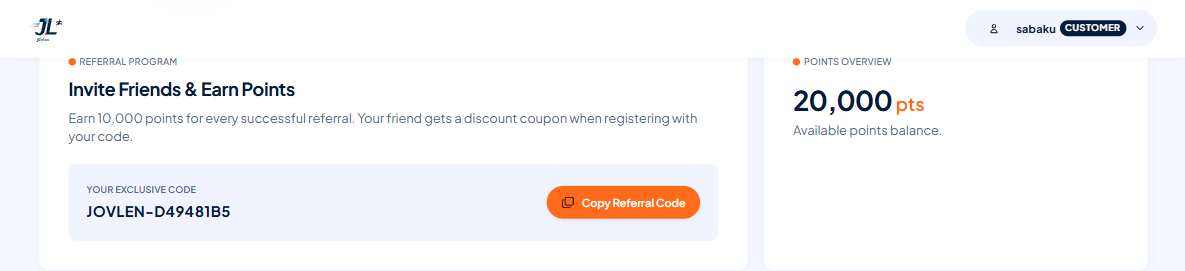 JL
sabaku CUSTOMER
REFERRAL PROGRAM
Invite Friends & Earn Points
Earn 10,000 points for every successful referral. Your friend gets a discount coupon when registering with
your code.
YOUR EXCLUSIVE CODE
JOVLEN-D49481B5
Copy Referral Code
POINTS OVERVIEW
20,000 pts
Available points balance.